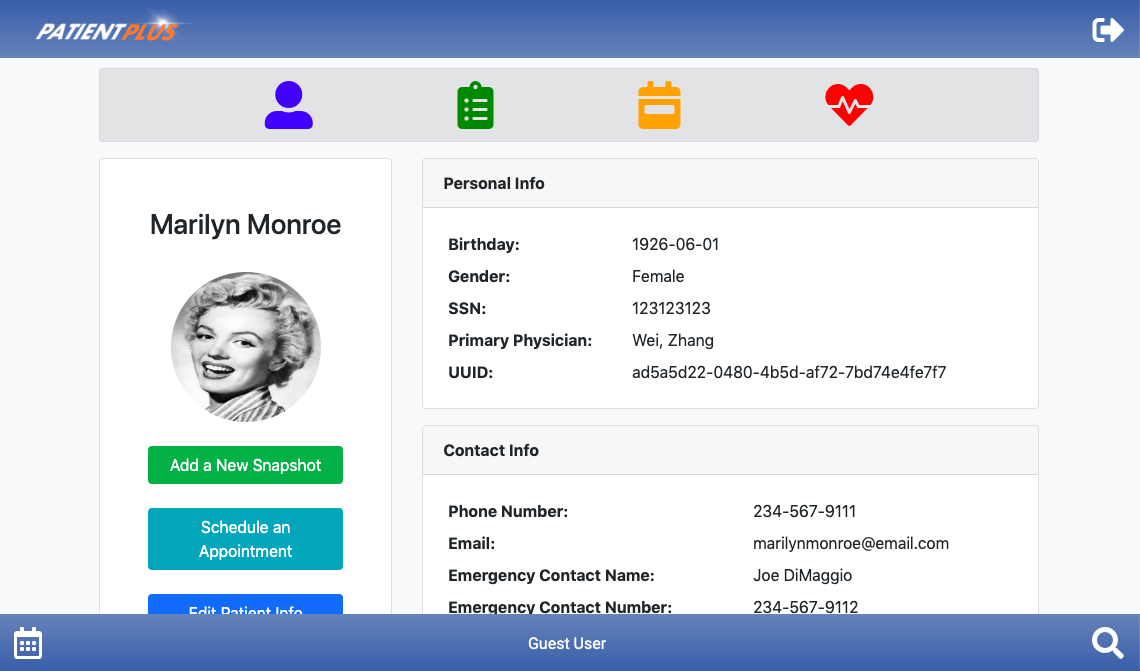 PATIENTPLUS
Marilyn Monroe
Add a New Snapshot
Schedule an
Appointment
Edit Patient Info
Personal Info
Birthday: 1926-06-01
Gender: Female
SSN: 123123123
Primary Physician: Wei, Zhang
UUID: ad5a5d22-0480-4b5d-af72-7bd74e4fe7f7
Contact Info
Phone Number: 234-567-9111
Email: marilynmonroe@email.com
Emergency Contact Name: Joe DiMaggio
Emergency Contact Number: 234-567-9112
Guest User